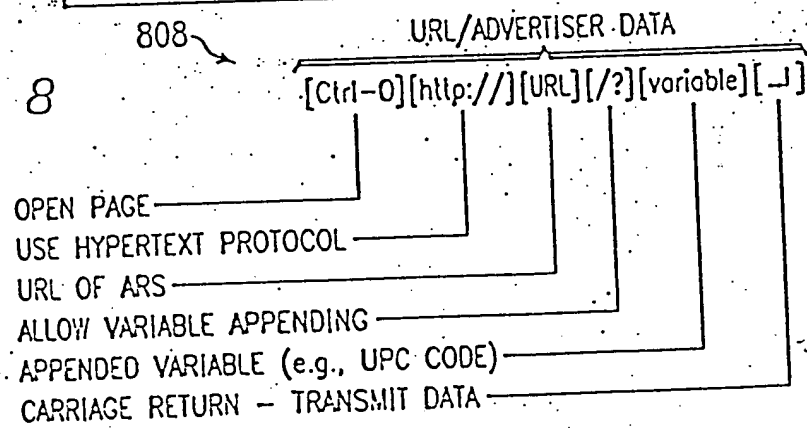 808
URL/ADVERTISER DATA
8
[Ctrl-O][http://][URL][/?][variable][↵]
OPEN PAGE
USE HYPERTEXT PROTOCOL
URL OF ARS
ALLOW VARIABLE APPENDING
APPENDED VARIABLE (e.g., UPC CODE)
CARRIAGE RETURN - TRANSMIT DATA